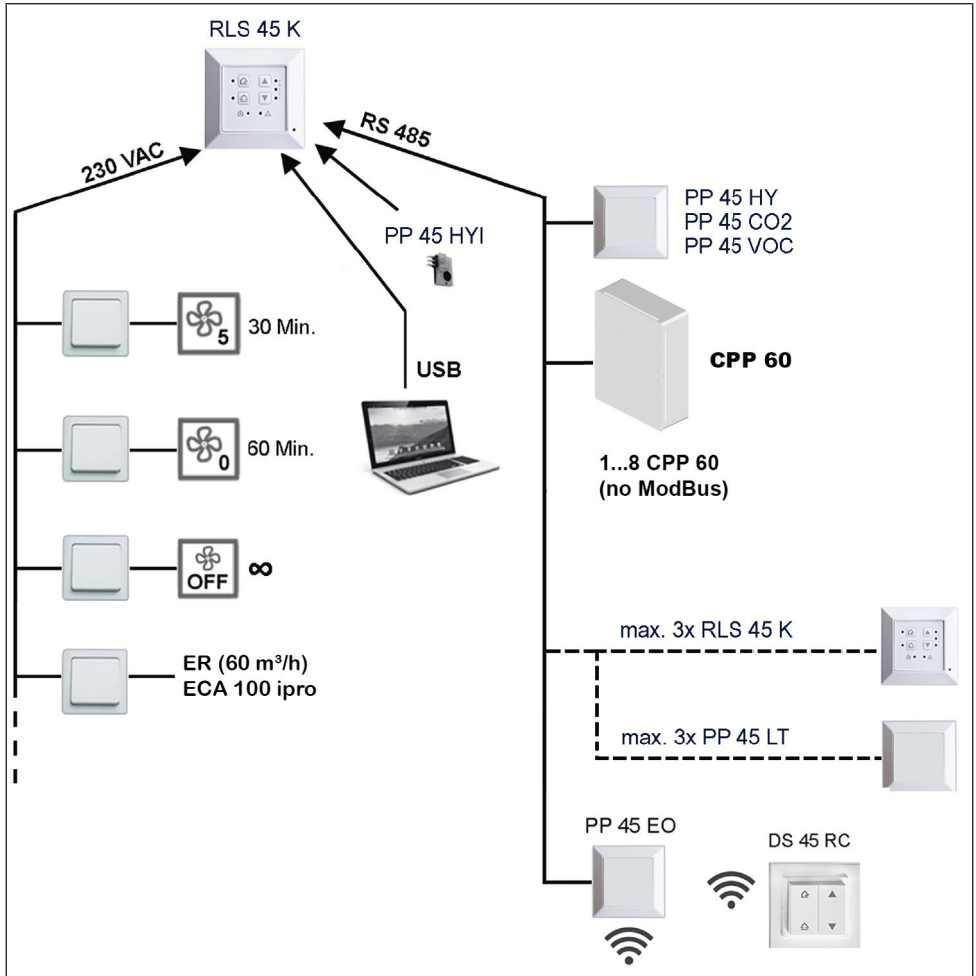 RLS 45 K
230 VAC
RS 485
PP 45 HYI
USB
5
30 Min.
0
60 Min.
OFF
∞
ER (60 m³/h)
ECA 100 ipro
PP 45 HY
PP 45 CO2
PP 45 VOC
CPP 60
1...8 CPP 60
(no ModBus)
max. 3x RLS 45 K
max. 3x PP 45 LT
PP 45 EO
DS 45 RC